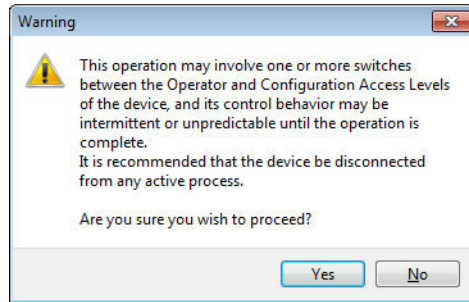 Warning
This operation may involve one or more switches
between the Operator and Configuration Access Levels
of the device, and its control behavior may be
intermittent or unpredictable until the operation is
complete.
It is recommended that the device be disconnected
from any active process.
Are you sure you wish to proceed?
Yes
No